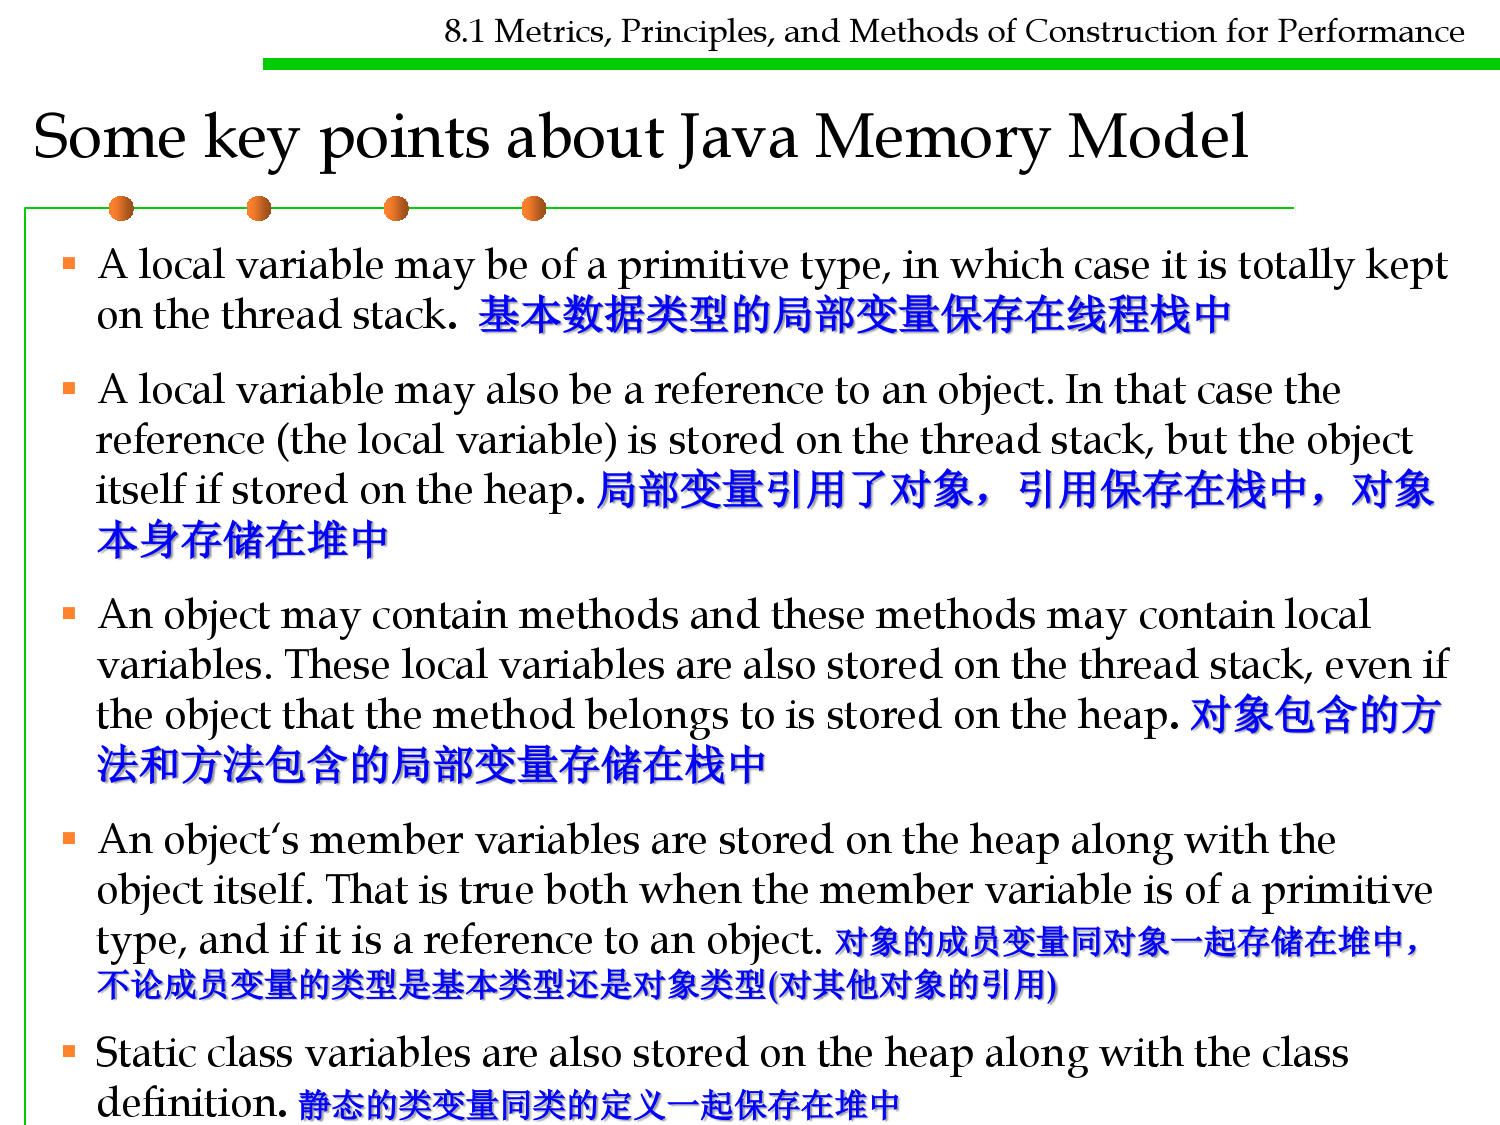 8.1 Metrics, Principles, and Methods of Construction for Performance
Some key points about Java Memory Model
A local variable may be of a primitive type, in which case it is totally kept
on the thread stack. 基本数据类型的局部变量保存在线程栈中
A local variable may also be a reference to an object. In that case the
reference (the local variable) is stored on the thread stack, but the object
itself if stored on the heap. 局部变量引用了对象，引用保存在栈中，对象
本身存储在堆中
An object may contain methods and these methods may contain local
variables. These local variables are also stored on the thread stack, even if
the object that the method belongs to is stored on the heap. 对象包含的方
法和方法包含的局部变量存储在栈中
An object‘s member variables are stored on the heap along with the
object itself. That is true both when the member variable is of a primitive
type, and if it is a reference to an object. 对象的成员变量同对象一起存储在堆中，
不论成员变量的类型是基本类型还是对象类型(对其他对象的引用)
Static class variables are also stored on the heap along with the class
definition. 静态的类变量同类的定义一起保存在堆中